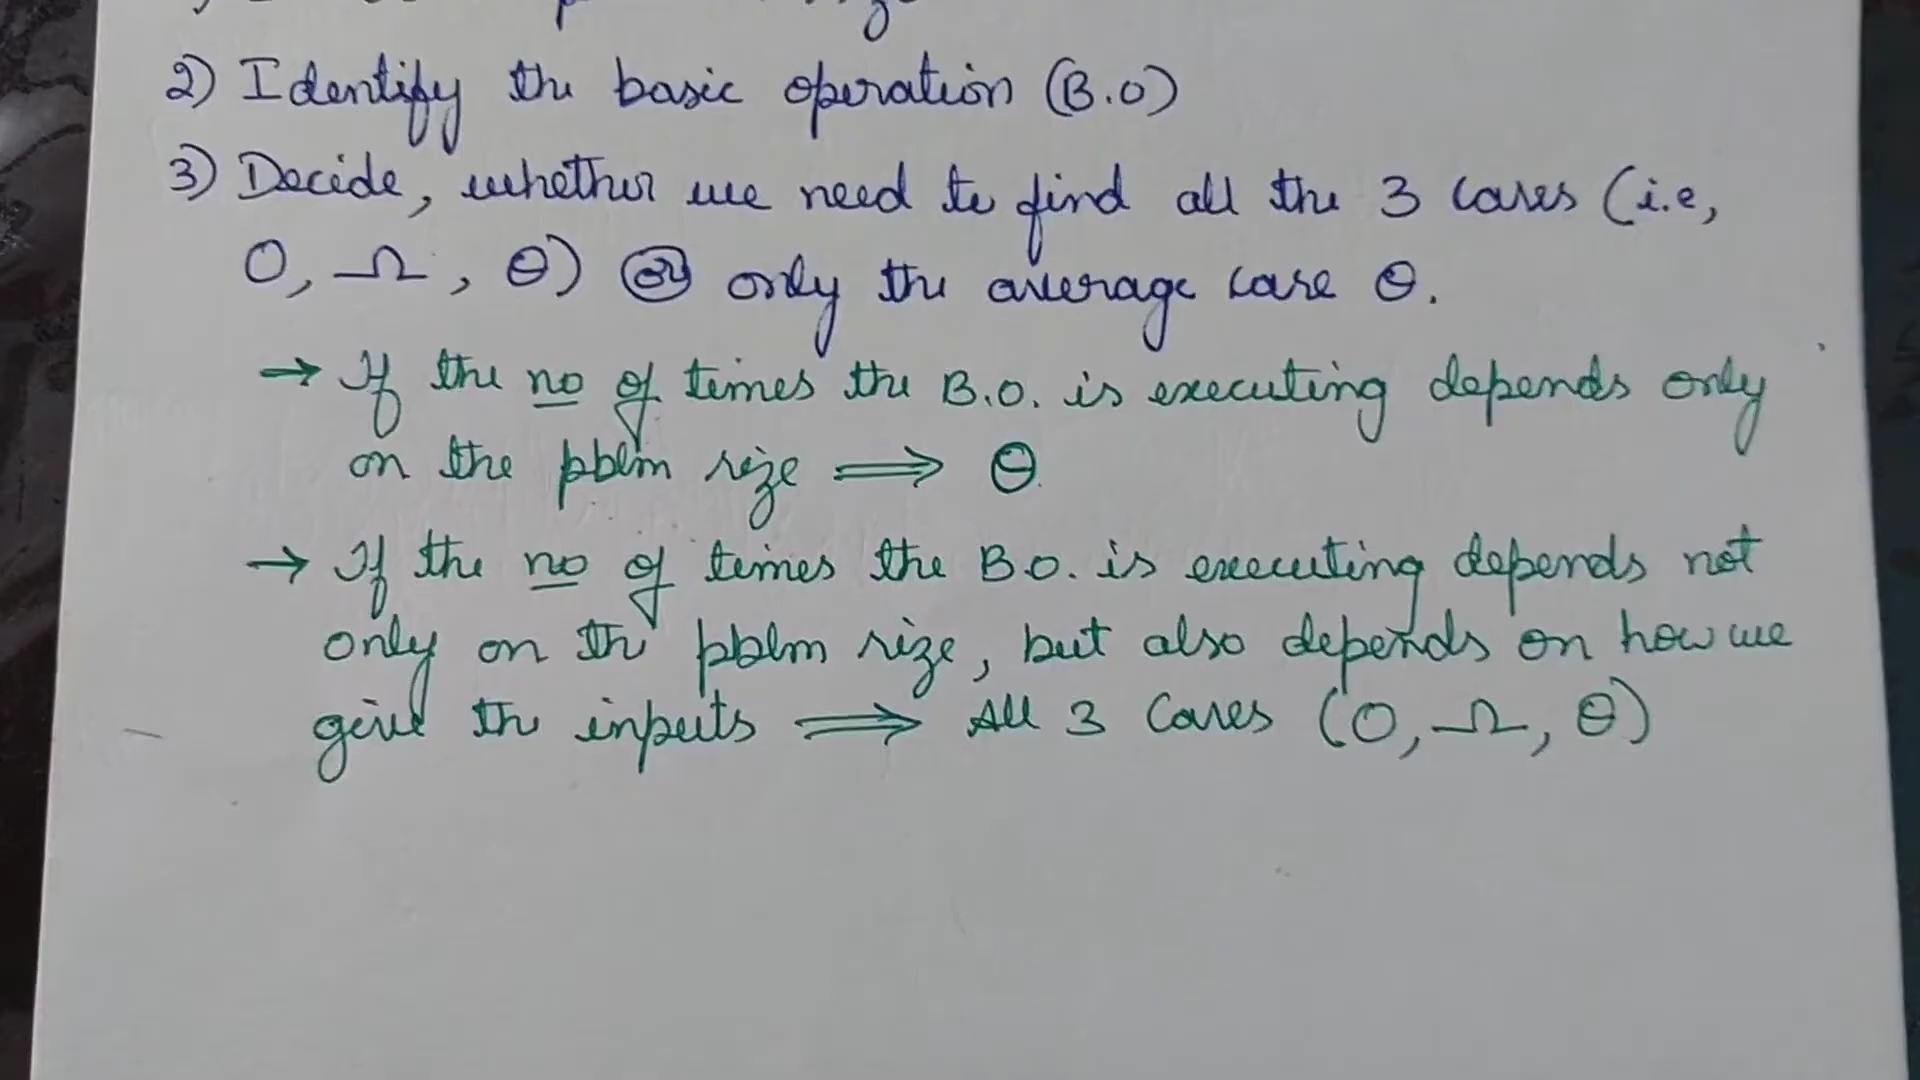 2) Identify the basic operation (B.O)
3) Decide, whether we need to find all the 3 cases (i.e,
O, Ω, θ) or only the average case θ.
→ If the no of times the B.O. is executing depends only
on the pblm size ⟹ θ
→ If the no of times the B.O. is executing depends not
only on th pblm size, but also depends on how we
give th inputs ⟹ All 3 Cases (O, Ω, θ)